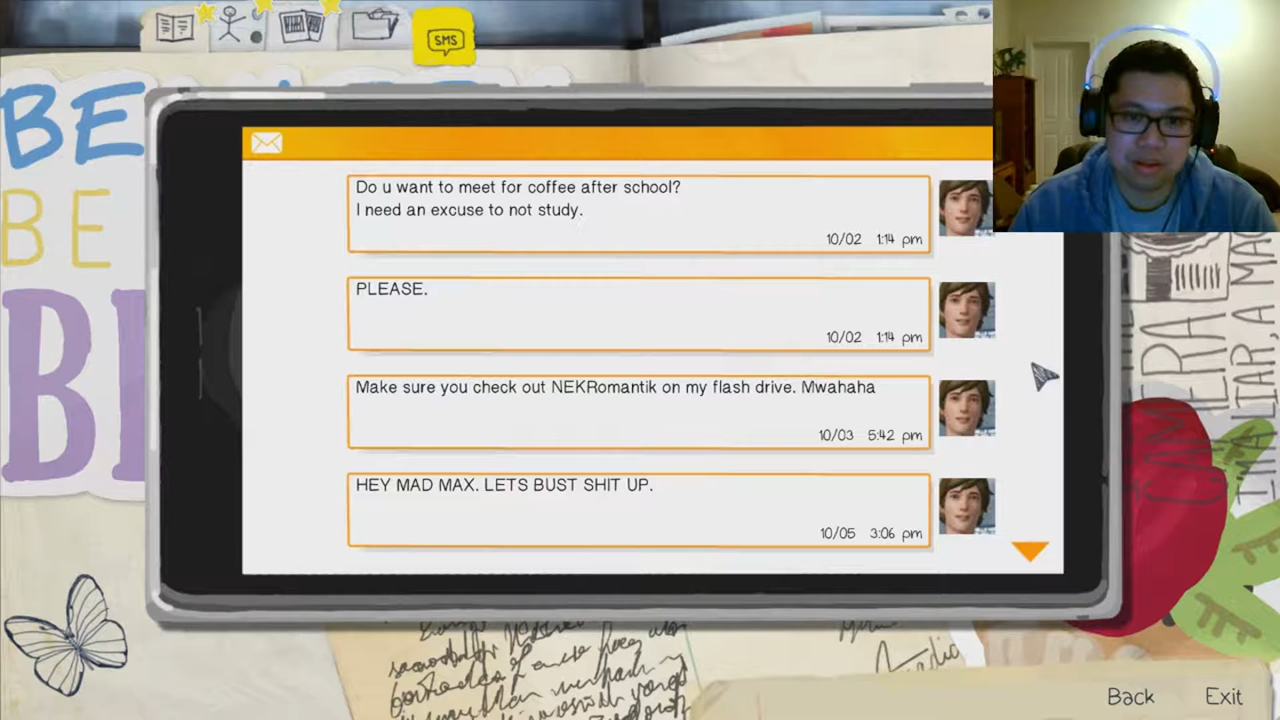 SMS
BE
BE
Do u want to meet for coffee after school?
I need an excuse to not study.
10/02 1:14 pm
PLEASE.
10/02 1:14 pm
Make sure you check out NEKRomantik on my flash drive. Mwahaha
10/03 5:42 pm
HEY MAD MAX. LETS BUST SHIT UP.
10/05 3:06 pm
Back
Exit